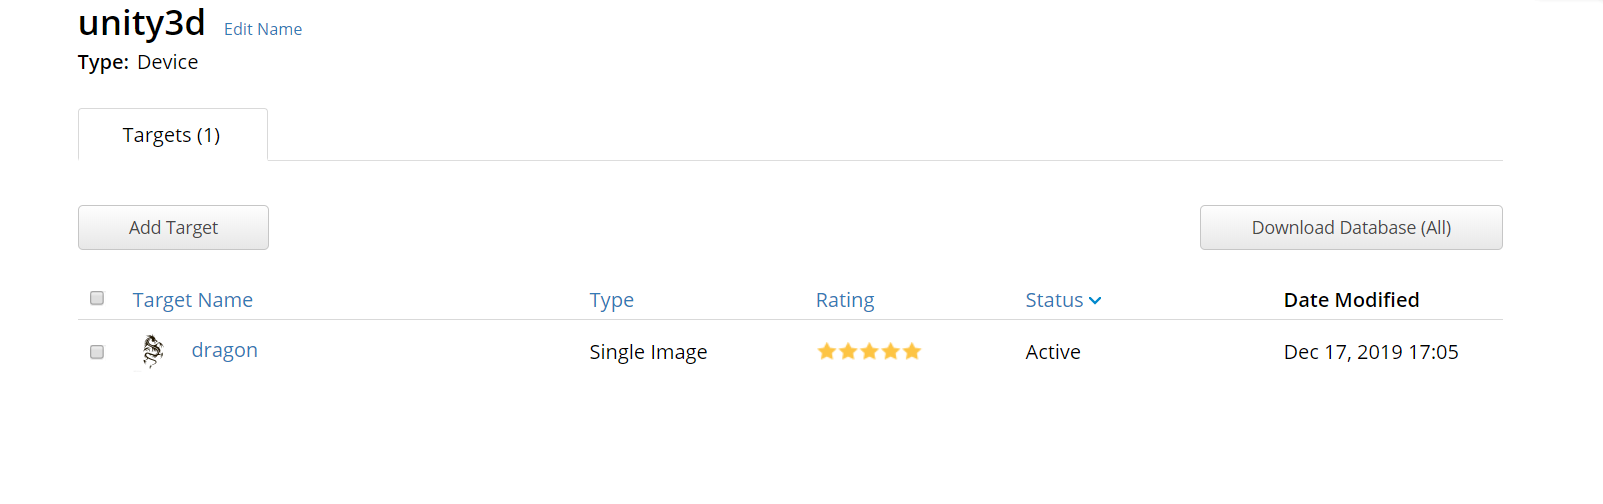 unity3d Edit Name
Type: Device
Targets (1)
Add Target Download Database (All)
Target Name Type Rating Status Date Modified
dragon Single Image Active Dec 17, 2019 17:05